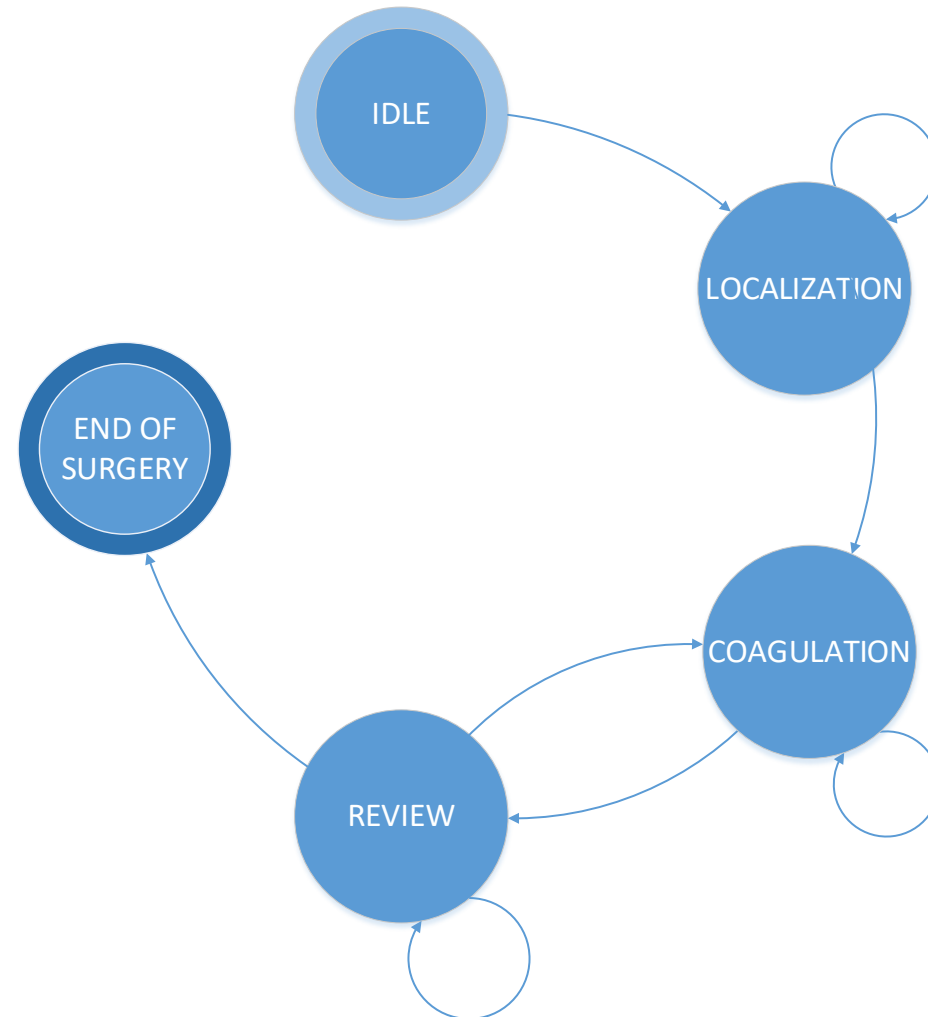 IDLE
LOCALIZATION
END OF
SURGERY
COAGULATION
REVIEW